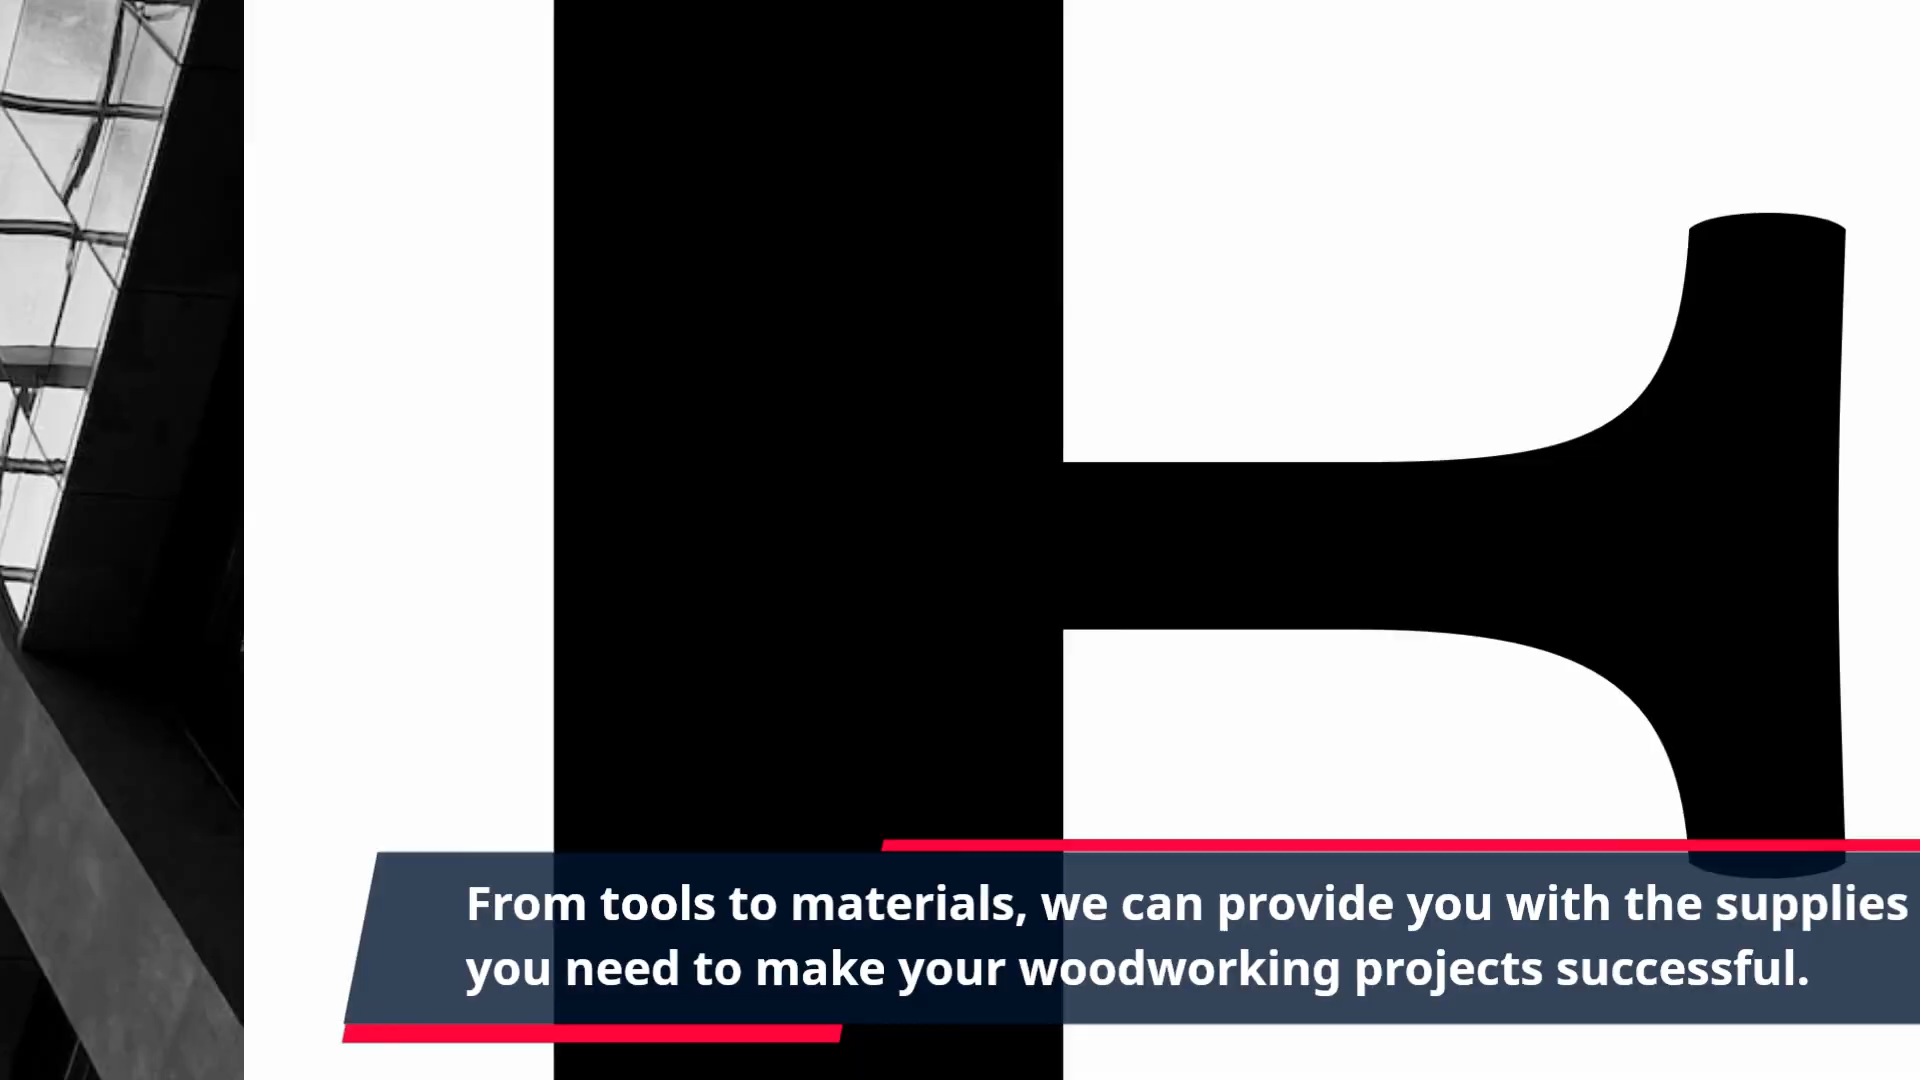 From tools to materials, we can provide you with the supplies
you need to make your woodworking projects successful.